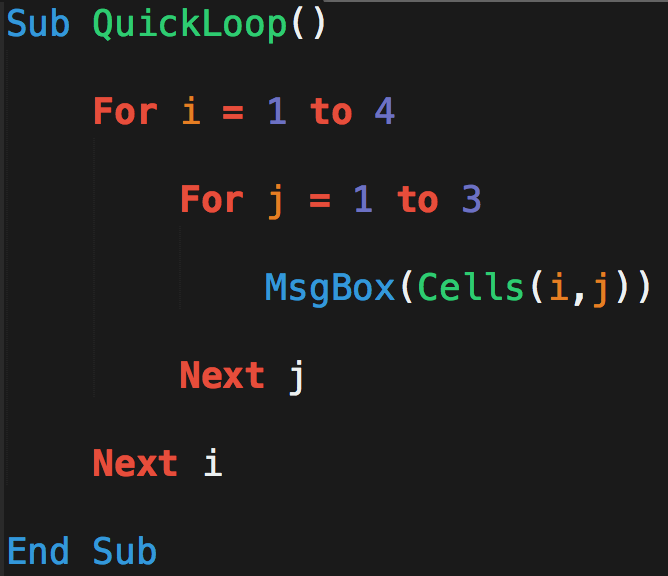 Sub QuickLoop()
For i = 1 to 4
For j = 1 to 3
MsgBox(Cells(i,j))
Next j
Next i
End Sub